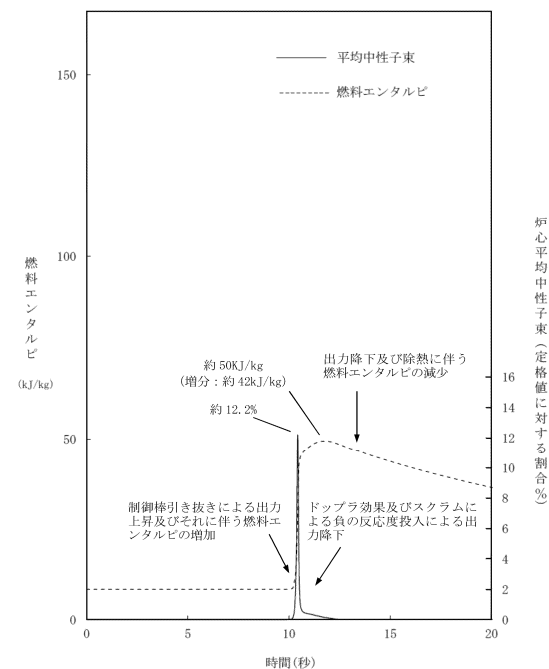 平均中性子束
燃料エンタルピ
150
100
50
0
燃料エンタルピ
(kJ/kg)
約 50KJ/kg
(増分：約 42kJ/kg)
約 12.2%
出力降下及び除熱に伴う
燃料エンタルピの減少
制御棒引き抜きによる出力
上昇及びそれに伴う燃料エ
ンタルピの増加
ドップラ効果及びスクラムに
よる負の反応度投入による出
力降下
16
14
12
10
8
6
4
2
0
炉心平均中性子束（定格値に対する割合％）
0
5
10
15
20
時間(秒)